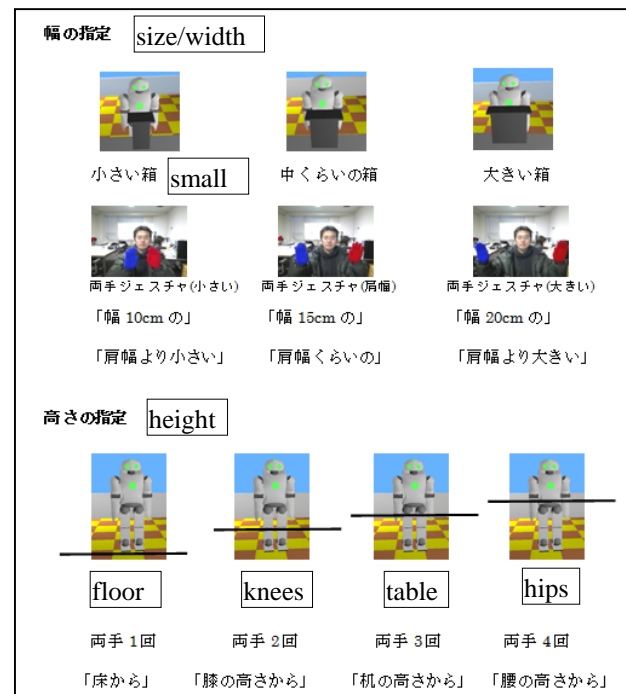 幅の指定 size/width
小さい箱 small 中くらいの箱 大きい箱
両手ジェスチャ(小さい) 両手ジェスチャ(肩幅) 両手ジェスチャ(大きい)
「幅 10cm の」 「幅 15cm の」 「幅 20cm の」
「肩幅より小さい」 「肩幅くらいの」 「肩幅より大きい」
高さの指定 height
floor knees table hips
両手 1回 両手 2回 両手 3回 両手 4回
「床から」 「膝の高さから」 「机の高さから」 「腰の高さから」